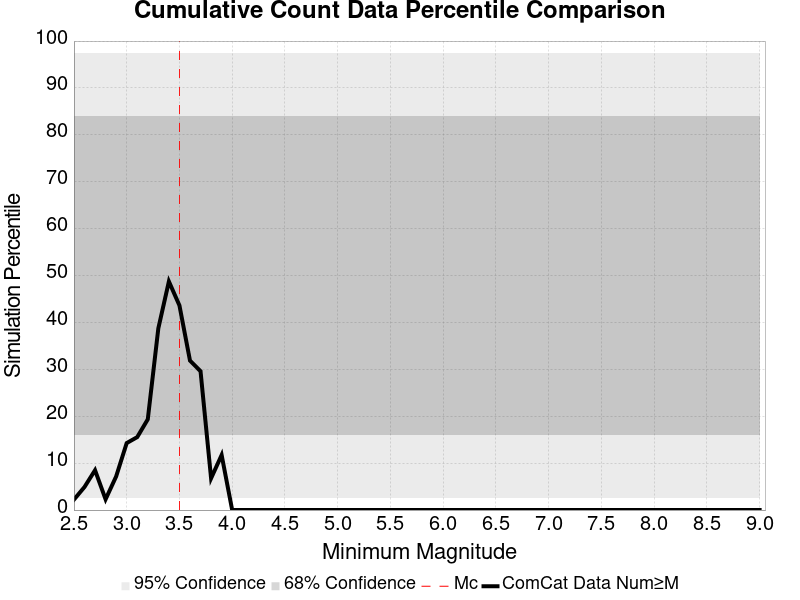 Cumulative Count Data Percentile Comparison
100
90
80
70
60
50
40
30
20
10
0
Simulation Percentile
2.5 3.0 3.5 4.0 4.5 5.0 5.5 6.0 6.5 7.0 7.5 8.0 8.5 9.0
Minimum Magnitude
95% Confidence 68% Confidence Mc ComCat Data Num≥M